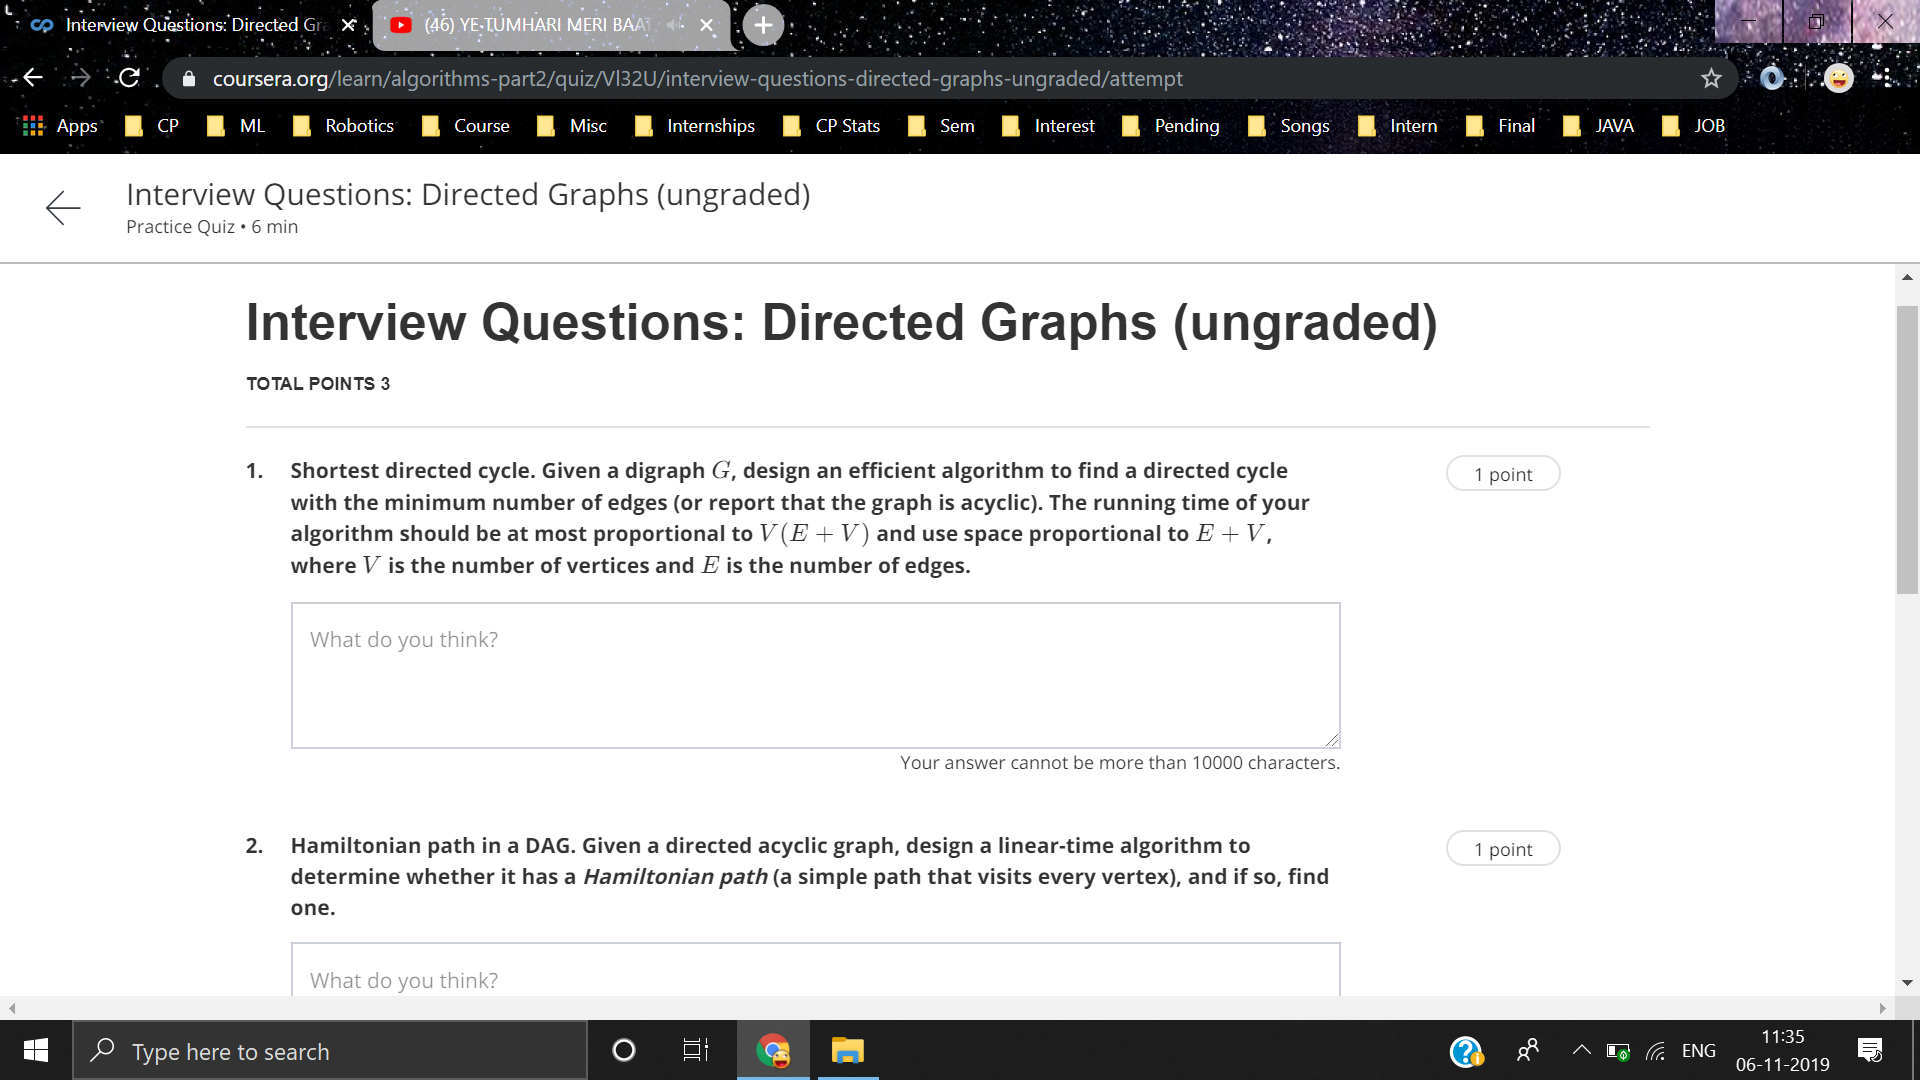 Interview Questions: Directed Gr
(46) YE TUMHARI MERI BAAT
coursera.org/learn/algorithms-part2/quiz/Vl32U/interview-questions-directed-graphs-ungraded/attempt
Apps CP ML Robotics Course Misc Internships CP Stats Sem Interest Pending Songs Intern Final JAVA JOB
Interview Questions: Directed Graphs (ungraded)
Practice Quiz • 6 min
Interview Questions: Directed Graphs (ungraded)
TOTAL POINTS 3
1. Shortest directed cycle. Given a digraph G, design an efficient algorithm to find a directed cycle
1 point
with the minimum number of edges (or report that the graph is acyclic). The running time of your
algorithm should be at most proportional to V(E + V) and use space proportional to E + V,
where V is the number of vertices and E is the number of edges.
What do you think?
Your answer cannot be more than 10000 characters.
2. Hamiltonian path in a DAG. Given a directed acyclic graph, design a linear-time algorithm to
1 point
determine whether it has a Hamiltonian path (a simple path that visits every vertex), and if so, find
one.
What do you think?
Type here to search
ENG
11:35
06-11-2019